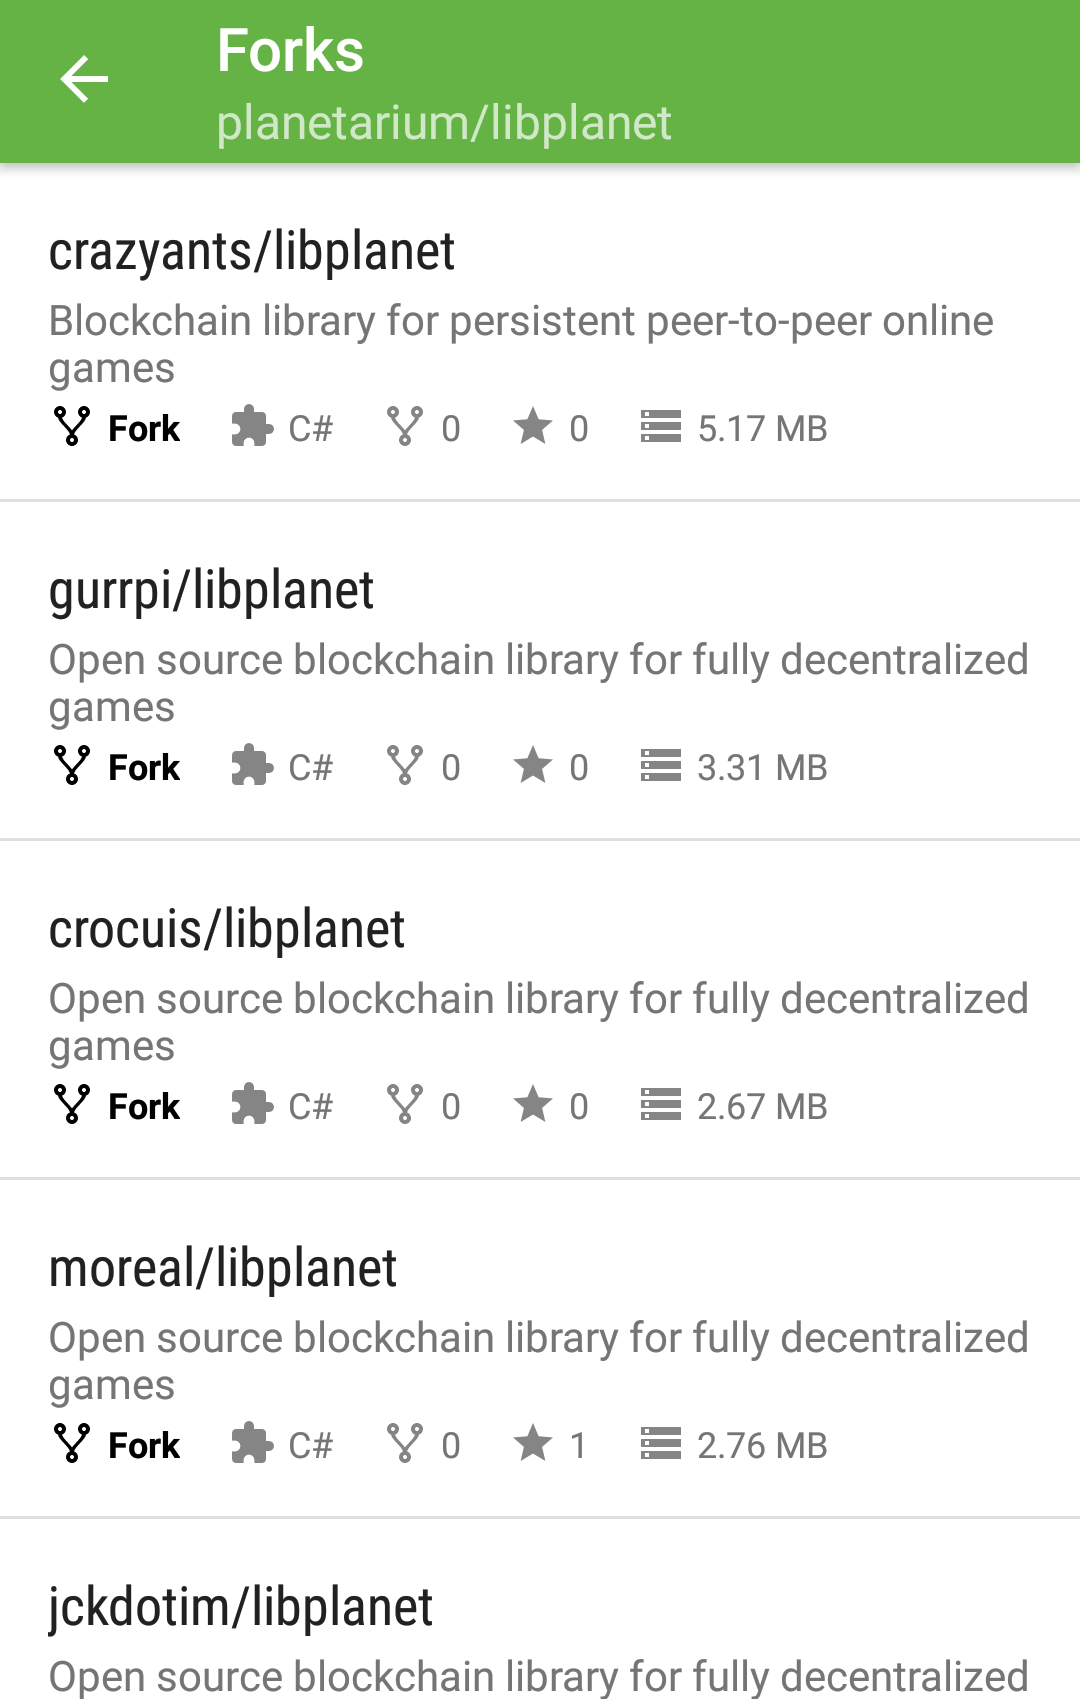 Forks
planetarium/libplanet
crazyants/libplanet
Blockchain library for persistent peer-to-peer online
games
Fork C# 0 0 5.17 MB
gurrpi/libplanet
Open source blockchain library for fully decentralized
games
Fork C# 0 0 3.31 MB
crocuis/libplanet
Open source blockchain library for fully decentralized
games
Fork C# 0 0 2.67 MB
moreal/libplanet
Open source blockchain library for fully decentralized
games
Fork C# 0 1 2.76 MB
jckdotim/libplanet
Open source blockchain library for fully decentralized